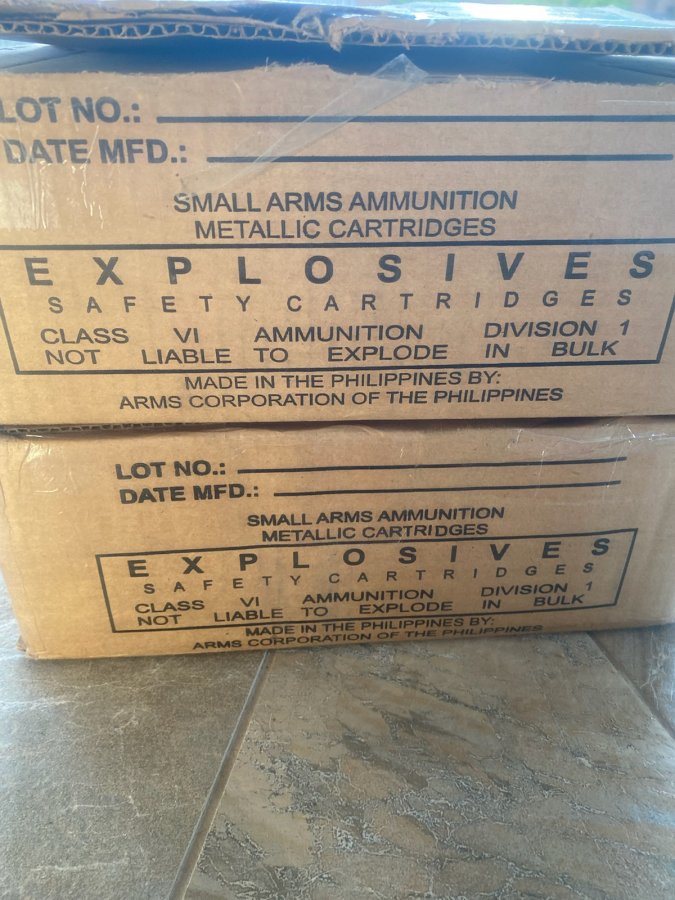 LOT NO.:
DATE MFD.:
SMALL ARMS AMMUNITION
METALLIC CARTRIDGES
EXPLOSIVES
SAFETY CARTRIDGES
CLASS VI AMMUNITION DIVISION 1
NOT LIABLE TO EXPLODE IN BULK
MADE IN THE PHILIPPINES BY:
ARMS CORPORATION OF THE PHILIPPINES
LOT NO.:
DATE MFD.:
SMALL ARMS AMMUNITION
METALLIC CARTRIDGES
EXPLOSIVES
SAFETY CARTRIDGES
CLASS VI AMMUNITION DIVISION 1
NOT LIABLE TO EXPLODE IN BULK
MADE IN THE PHILIPPINES BY:
ARMS CORPORATION OF THE PHILIPPINES